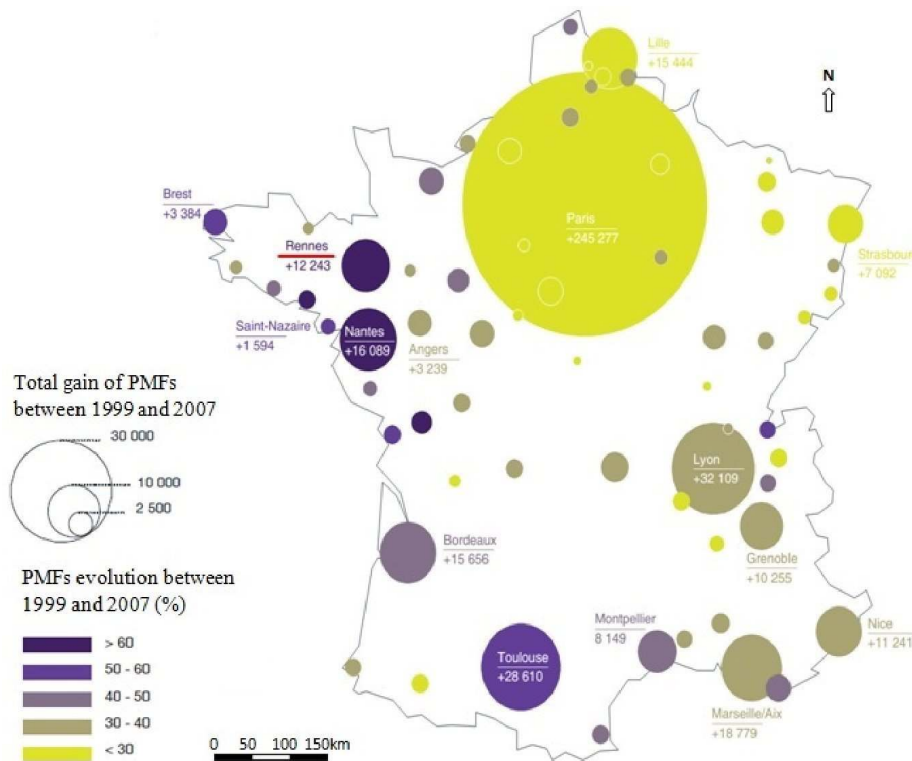 Lille
+15 444
N
Brest
+3 384
Paris
+245 277
Rennes
+12 243
Strasbour
+7 092
Saint-Nazaire
+1 594
Nantes
+16 089
Angers
+3 239
Total gain of PMFs
between 1999 and 2007
30 000
10 000
2 500
Lyon
+32 109
Bordeaux
+15 656
Grenoble
+10 255
PMFs evolution between
1999 and 2007 (%)
> 60
50 - 60
40 - 50
30 - 40
< 30
Montpellier
8 149
Nice
+11 241
Toulouse
+28 610
Marseille/Aix
+18 779
0 50 100 150km